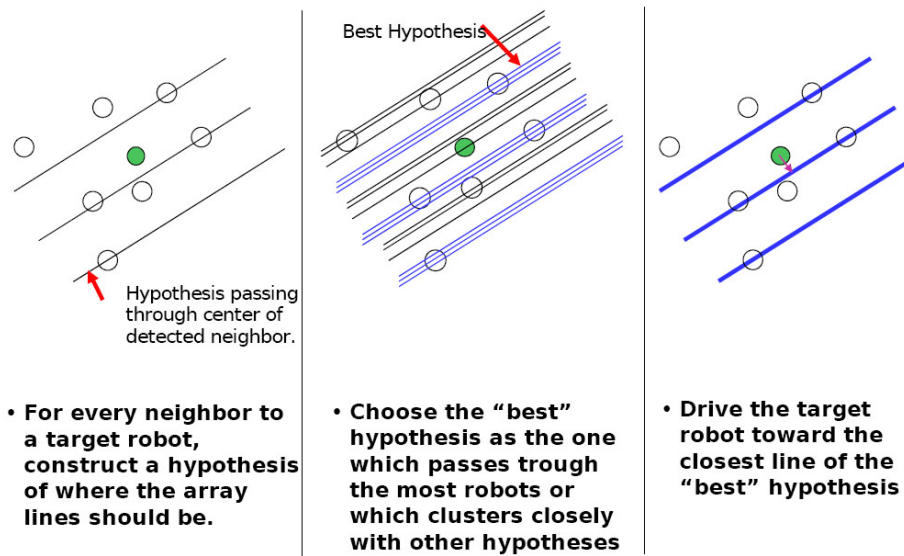 Hypothesis passing
through center of
detected neighbor.
• For every neighbor to
a target robot,
construct a hypothesis
of where the array
lines should be.
Best Hypothesis
• Choose the “best”
hypothesis as the one
which passes trough
the most robots or
which clusters closely
with other hypotheses
• Drive the target
robot toward the
closest line of the
“best” hypothesis